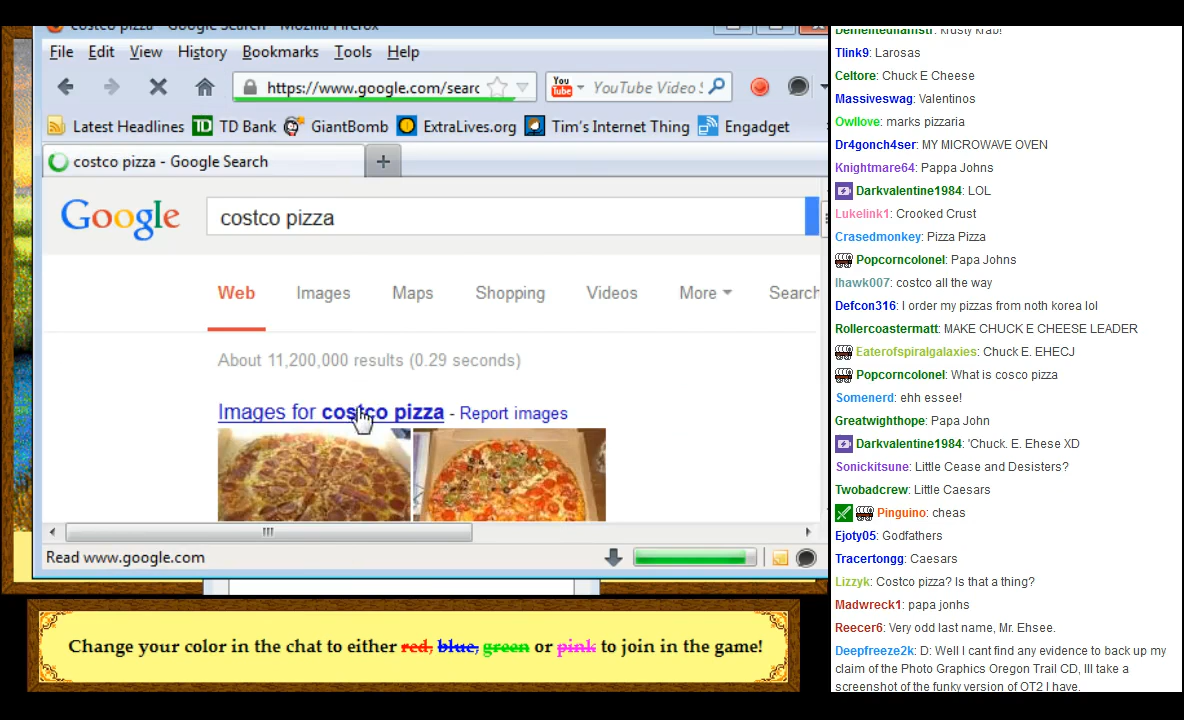 costco pizza - Google Search - Mozilla Firefox
File Edit View History Bookmarks Tools Help
https://www.google.com/searc
You Tube YouTube Video S
Latest Headlines TD TD Bank GiantBomb ExtraLives.org Tim's Internet Thing Engadget
costco pizza - Google Search +
Google costco pizza
Web Images Maps Shopping Videos More Search
About 11,200,000 results (0.29 seconds)
Images for costco pizza - Report images
Read www.google.com
Change your color in the chat to either red, blue, green or pink to join in the game!
Dementedhamstr: krusty krab!
Tlink9: Larosas
Celtore: Chuck E Cheese
Massiveswag: Valentinos
Owllove: marks pizzaria
Dr4gonch4ser: MY MICROWAVE OVEN
Knightmare64: Pappa Johns
Darkvalentine1984: LOL
Lukelink1: Crooked Crust
Crasedmonkey: Pizza Pizza
Popcorncolonel: Papa Johns
Ihawk007: costco all the way
Defcon316: I order my pizzas from noth korea lol
Rollercoastermatt: MAKE CHUCK E CHEESE LEADER
Eaterofspiralgalaxies: Chuck E. EHECJ
Popcorncolonel: What is cosco pizza
Somenerd: ehh essee!
Greatwighthope: Papa John
Darkvalentine1984: 'Chuck. E. Ehese XD
Sonickitsune: Little Cease and Desisters?
Twobadcrew: Little Caesars
Pinguino: cheas
Ejoty05: Godfathers
Tracertongg: Caesars
Lizzyk: Costco pizza? Is that a thing?
Madwreck1: papa jonhs
Reecer6: Very odd last name, Mr. Ehsee.
Deepfreeze2k: D: Well I cant find any evidence to back up my
claim of the Photo Graphics Oregon Trail CD, Ill take a
screenshot of the funky version of OT2 I have.